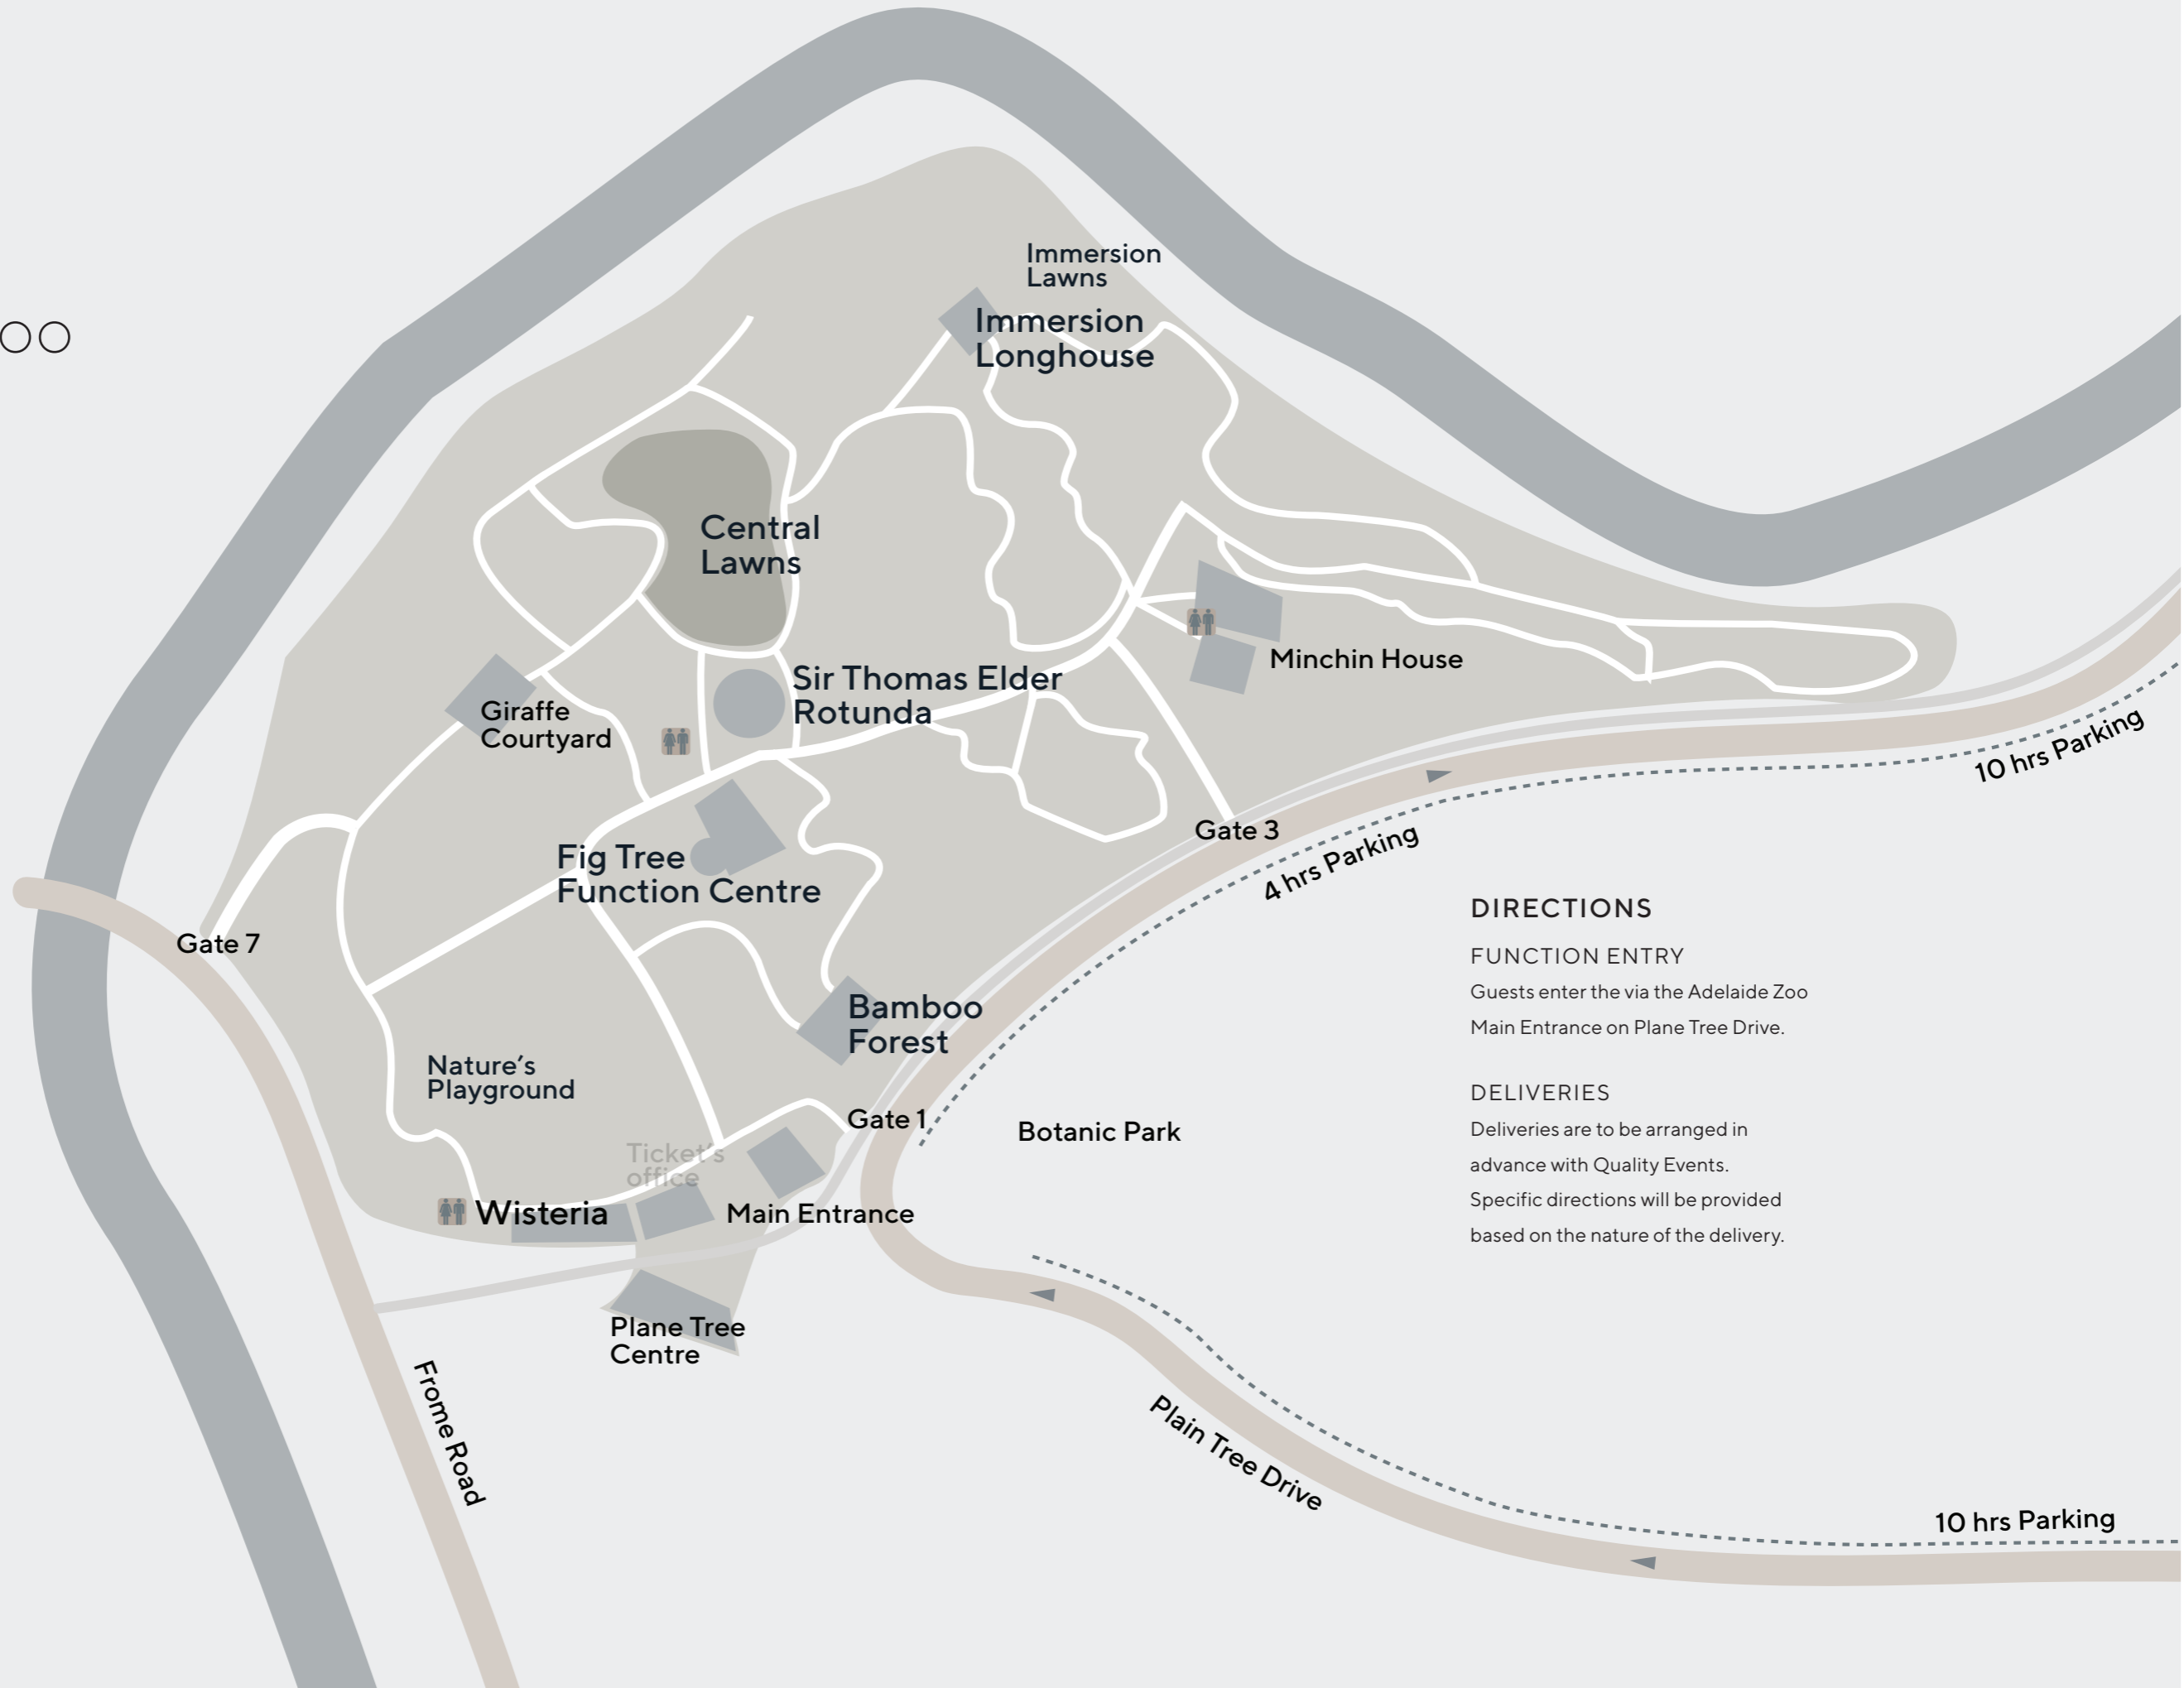 Immersion
Lawns
Immersion
Longhouse
OO
Central
Lawns
Minchin House
Sir Thomas Elder
Rotunda
Giraffe
Courtyard
10 hrs Parking
Gate 3
4 hrs Parking
Fig Tree
Function Centre
Gate 7
Bamboo
Forest
Nature’s
Playground
Gate 1
Botanic Park
Ticket’s
office
Wisteria
Main Entrance
Plane Tree
Centre
Frome Road
Plain Tree Drive
10 hrs Parking
DIRECTIONS
FUNCTION ENTRY
Guests enter the via the Adelaide Zoo
Main Entrance on Plane Tree Drive.
DELIVERIES
Deliveries are to be arranged in
advance with Quality Events.
Specific directions will be provided
based on the nature of the delivery.